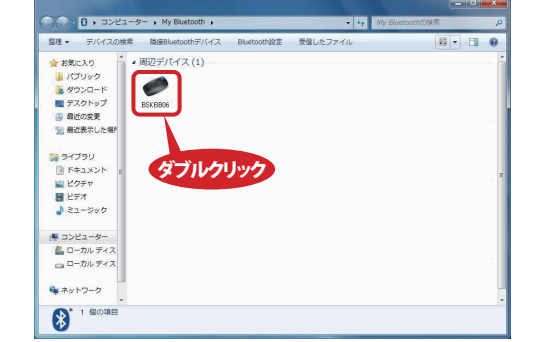 コンピューター ▸ My Bluetooth ▸
My Bluetoothの検索
整理 ▾ デバイスの検索 隣接Bluetoothデバイス Bluetooth設定 受信したファイル
お気に入り
パブリック
ダウンロード
デスクトップ
最近の変更
最近表示した場所
ライブラリ
ドキュメント
ピクチャ
ビデオ
ミュージック
コンピューター
ローカル ディス
ローカル ディス
ネットワーク
周辺デバイス (1)
BSKBB06
ダブルクリック
1 個の項目